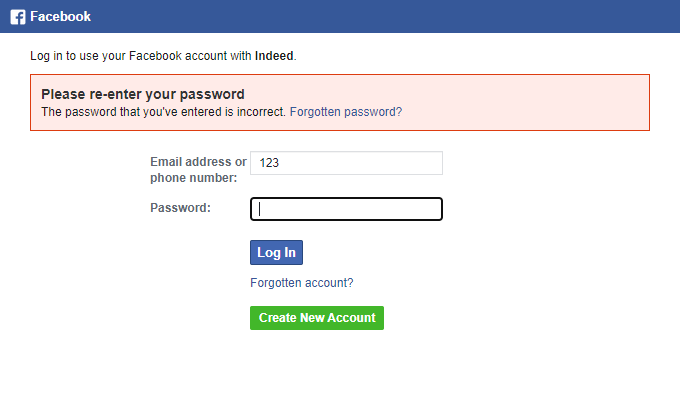 Facebook
Log in to use your Facebook account with Indeed.
Please re-enter your password
The password that you've entered is incorrect. Forgotten password?
Email address or
phone number:
123
Password:
Log In
Forgotten account?
Create New Account